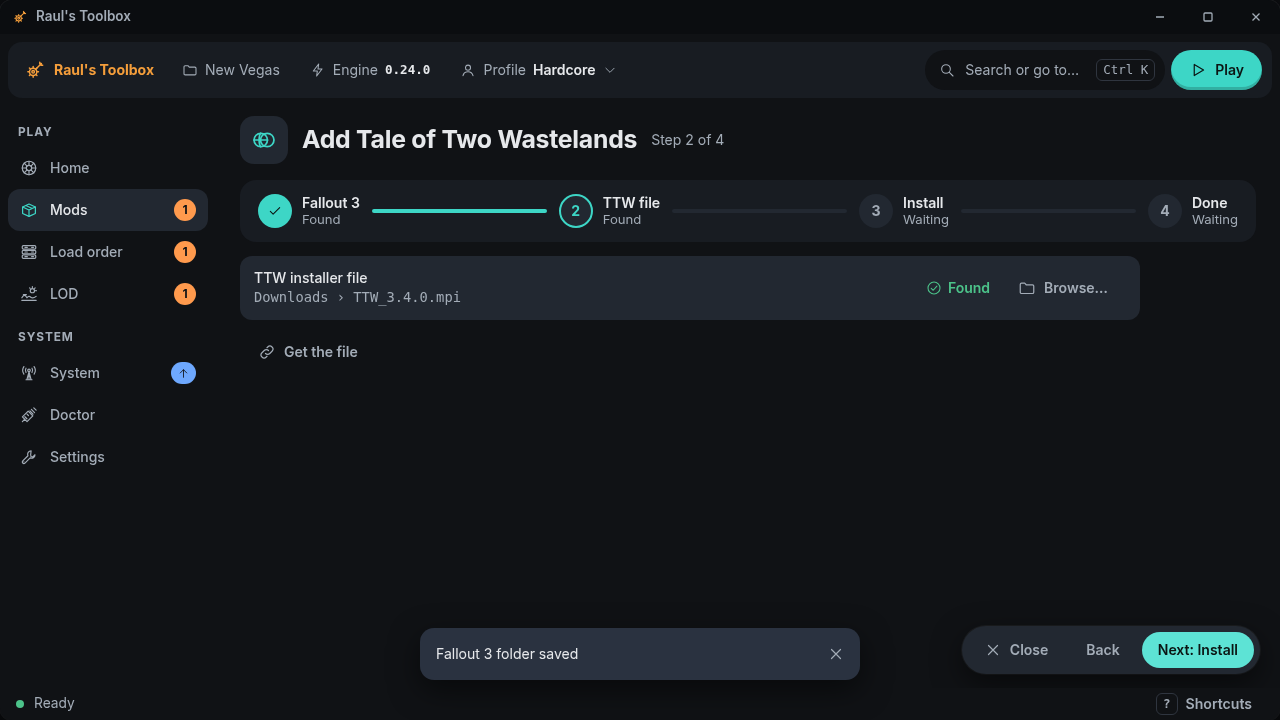 Raul's Toolbox
Raul's Toolbox
New Vegas
Engine 0.24.0
Profile Hardcore
Search or go to...
Ctrl K
Play
PLAY
Home
Mods 1
Load order 1
LOD 1
SYSTEM
System
Doctor
Settings
Add Tale of Two Wastelands
Step 2 of 4
Fallout 3
Found
2
TTW file
Found
3
Install
Waiting
4
Done
Waiting
TTW installer file
Downloads › TTW_3.4.0.mpi
Found
Browse...
Get the file
Fallout 3 folder saved
Close
Back
Next: Install
Ready
? Shortcuts